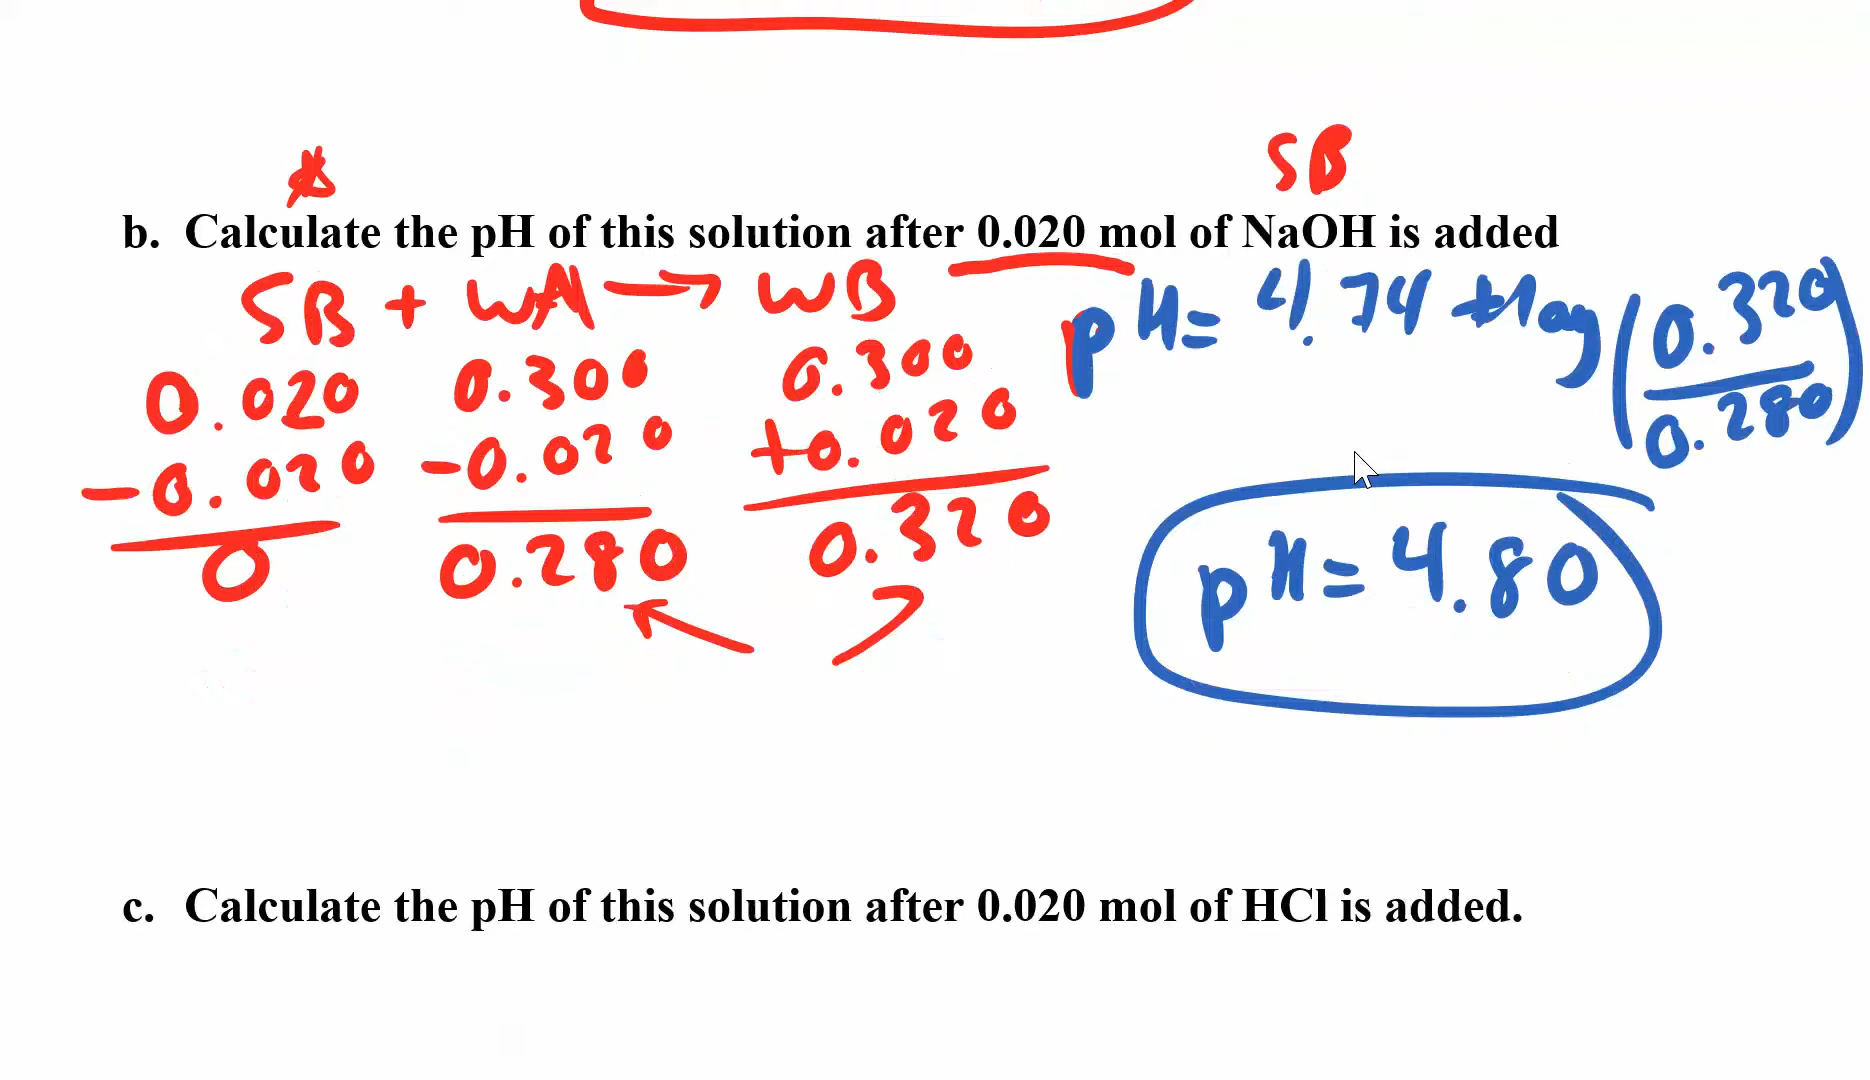 SB
b. Calculate the pH of this solution after 0.020 mol of NaOH is added
SB + WA → WB
0.020 0.300 0.300
-0.020 -0.020 +0.020
0 0.280 0.320
pH = 4.74 + log (0.320/0.280)
pH = 4.80
c. Calculate the pH of this solution after 0.020 mol of HCl is added.